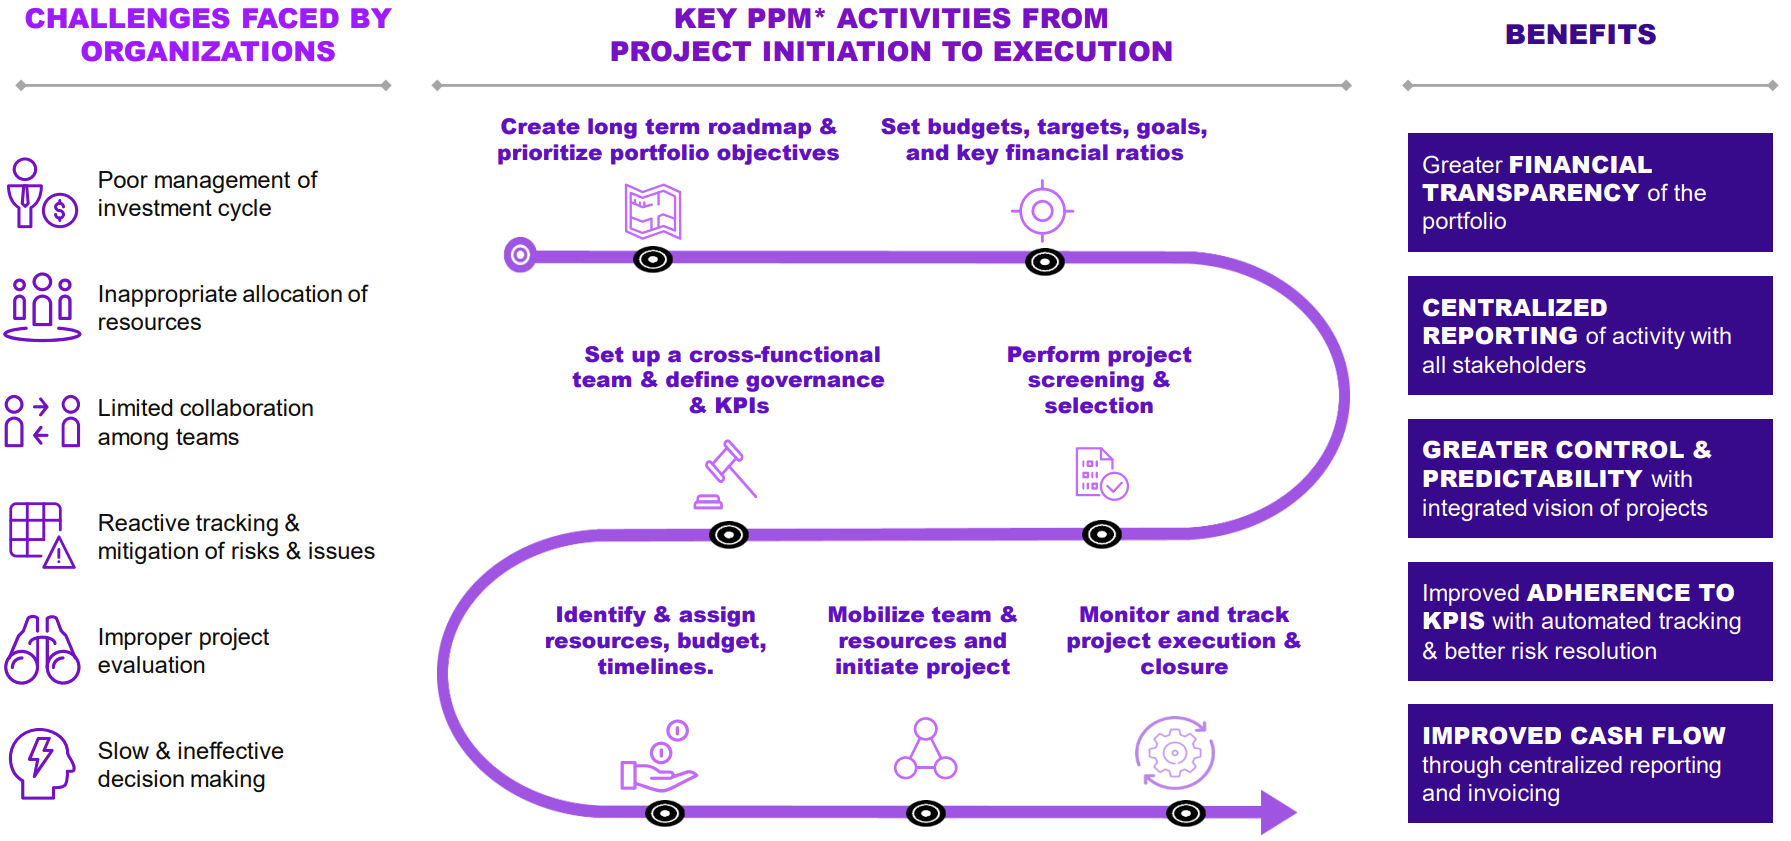 CHALLENGES FACED BY
ORGANIZATIONS
Poor management of
investment cycle
Inappropriate allocation of
resources
Limited collaboration
among teams
Reactive tracking &
mitigation of risks & issues
Improper project
evaluation
Slow & ineffective
decision making
KEY PPM* ACTIVITIES FROM
PROJECT INITIATION TO EXECUTION
Create long term roadmap &
prioritize portfolio objectives
Set budgets, targets, goals,
and key financial ratios
Set up a cross-functional
team & define governance
& KPIs
Perform project
screening &
selection
Identify & assign
resources, budget,
timelines.
Mobilize team &
resources and
initiate project
Monitor and track
project execution &
closure
BENEFITS
Greater FINANCIAL
TRANSPARENCY of the
portfolio
CENTRALIZED
REPORTING of activity with
all stakeholders
GREATER CONTROL &
PREDICTABILITY with
integrated vision of projects
Improved ADHERENCE TO
KPIS with automated tracking
& better risk resolution
IMPROVED CASH FLOW
through centralized reporting
and invoicing